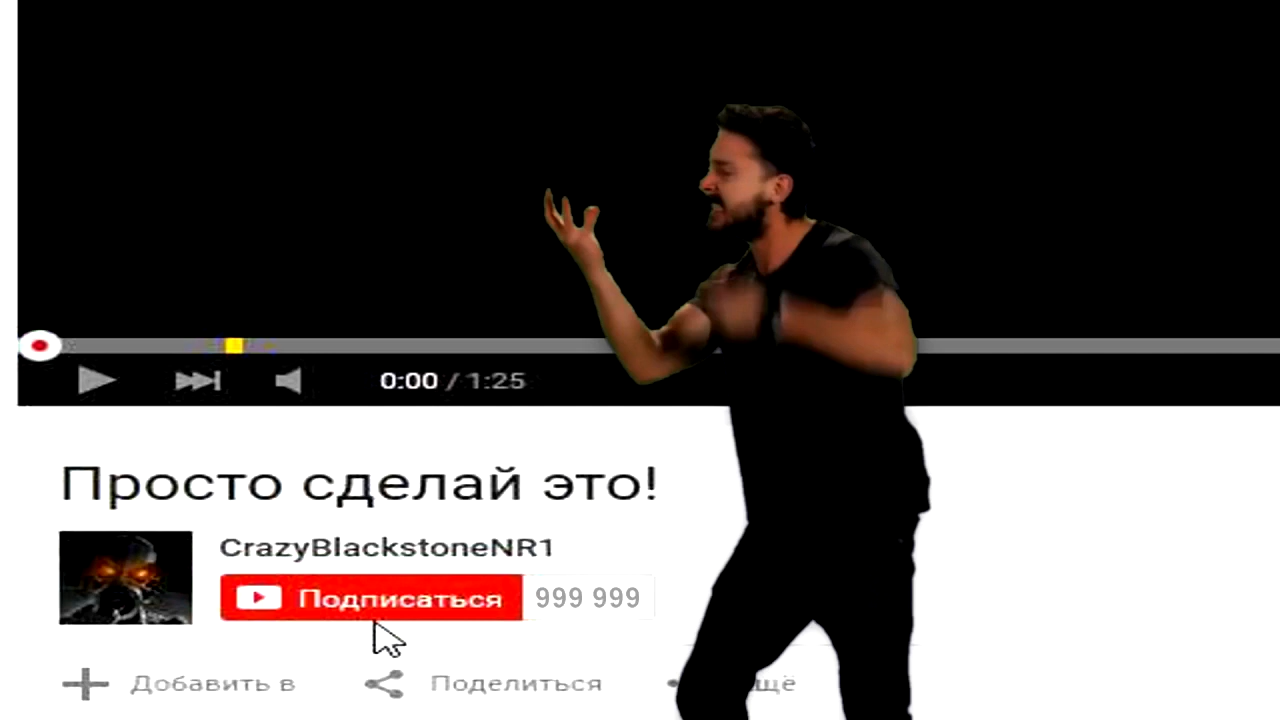 0:00 / 1:25
Просто сделай это!
CrazyBlackstoneNR1
Подписаться 999 999
Добавить в Поделиться